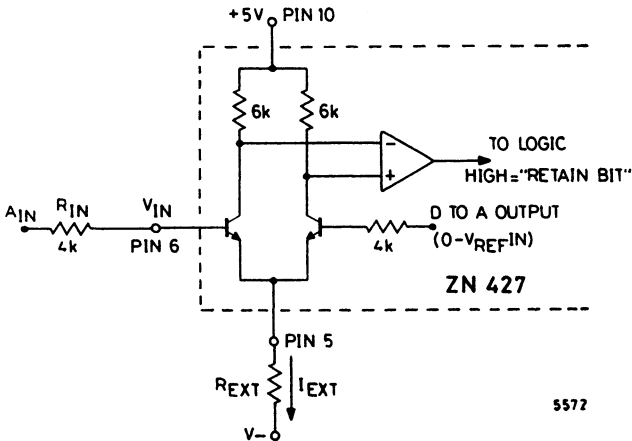 +5V PIN 10
6k
6k
−
+
TO LOGIC
HIGH="RETAIN BIT"
AIN
RIN
VIN
4k
PIN 6
4k
D TO A OUTPUT
(0-VREFIN)
ZN 427
PIN 5
REXT
IEXT
V−
5572